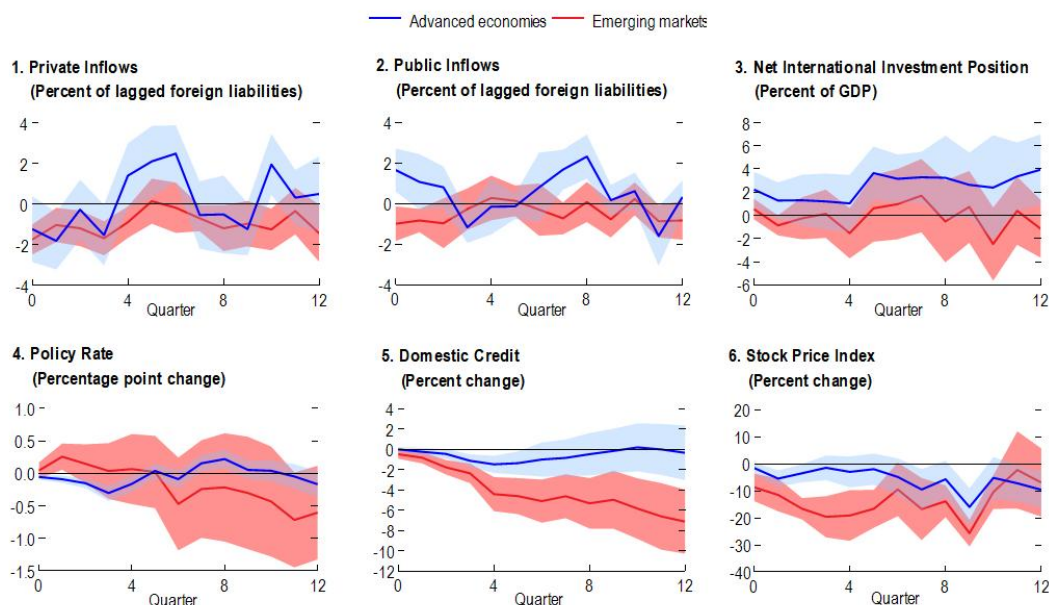 Advanced economies Emerging markets
1. Private Inflows
(Percent of lagged foreign liabilities)
4
2
0
-2
-4
0 4 8 12
Quarter
2. Public Inflows
(Percent of lagged foreign liabilities)
4
2
0
-2
-4
0 4 8 12
Quarter
3. Net International Investment Position
(Percent of GDP)
8
6
4
2
0
-2
-4
-6
0 4 8 12
Quarter
4. Policy Rate
(Percentage point change)
1.0
0.5
0.0
-0.5
-1.0
-1.5
0 4 8 12
Quarter
5. Domestic Credit
(Percent change)
4
2
0
-2
-4
-6
-8
-10
-12
0 4 8 12
Quarter
6. Stock Price Index
(Percent change)
20
10
0
-10
-20
-30
-40
0 4 8 12
Quarter